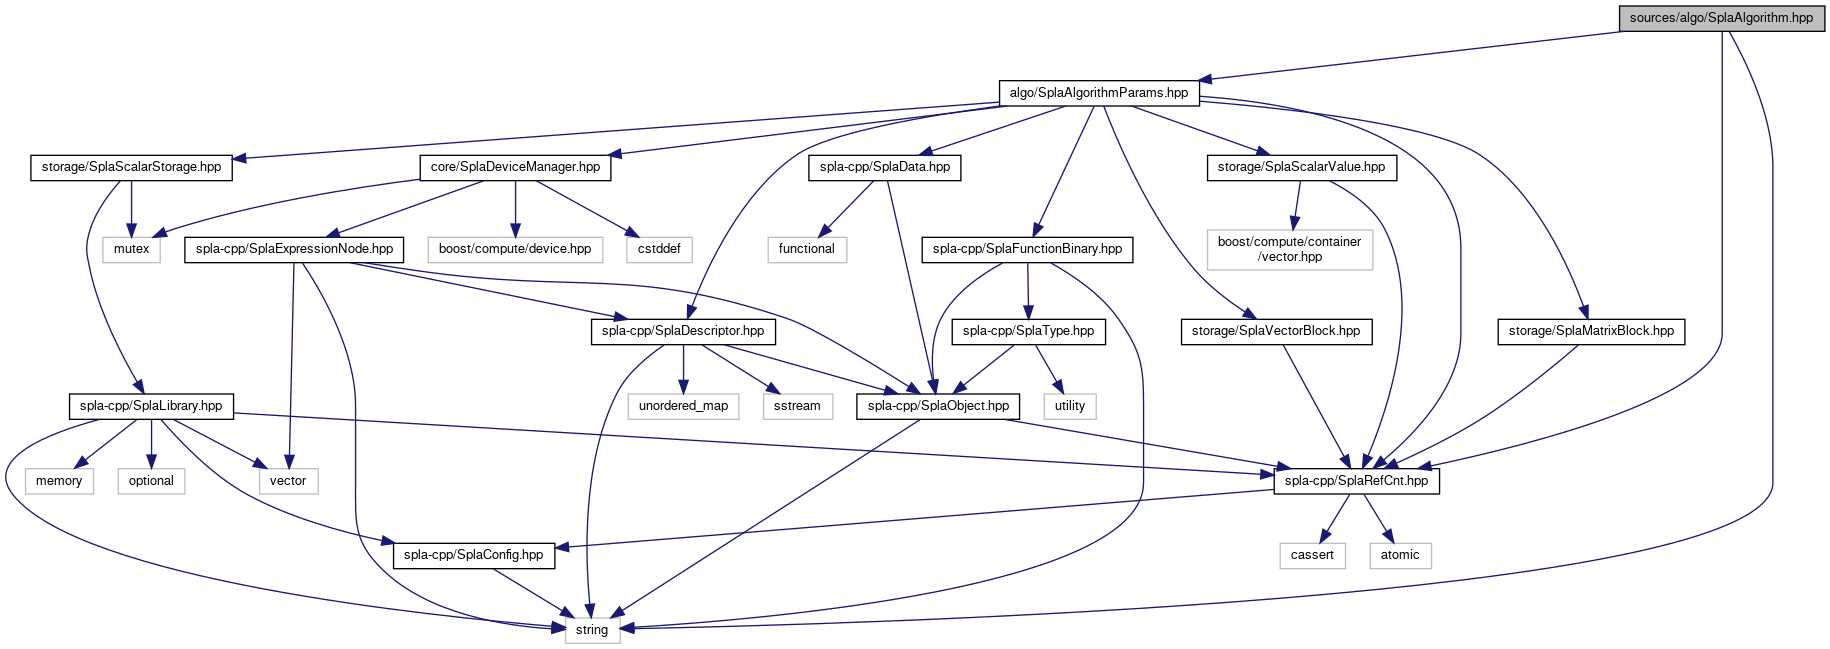 sources/algo/SplaAlgorithm.hpp
algo/SplaAlgorithmParams.hpp
storage/SplaScalarStorage.hpp
core/SplaDeviceManager.hpp
spla-cpp/SplaData.hpp
storage/SplaScalarValue.hpp
mutex
spla-cpp/SplaExpressionNode.hpp
boost/compute/device.hpp
cstddef
functional
spla-cpp/SplaFunctionBinary.hpp
boost/compute/container
/vector.hpp
spla-cpp/SplaDescriptor.hpp
spla-cpp/SplaType.hpp
storage/SplaVectorBlock.hpp
storage/SplaMatrixBlock.hpp
spla-cpp/SplaLibrary.hpp
unordered_map
sstream
spla-cpp/SplaObject.hpp
utility
memory
optional
vector
spla-cpp/SplaRefCnt.hpp
spla-cpp/SplaConfig.hpp
cassert
atomic
string